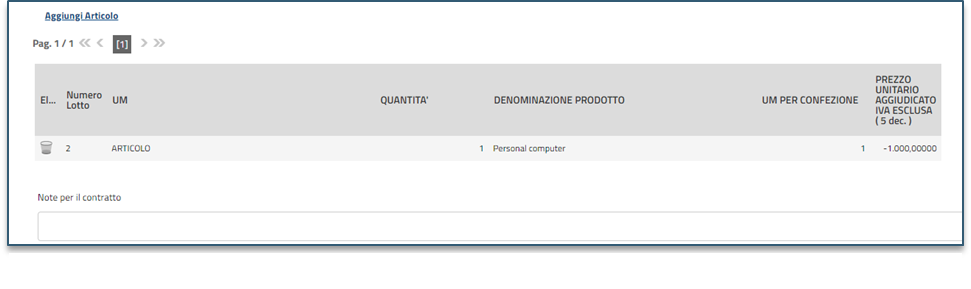 Aggiungi Articolo
Pag. 1 / 1 [1]
El... Numero Lotto UM QUANTITA' DENOMINAZIONE PRODOTTO UM PER CONFEZIONE PREZZO UNITARIO AGGIUDICATO IVA ESCLUSA ( 5 dec. )
2 ARTICOLO 1 Personal computer 1 -1.000,00000
Note per il contratto